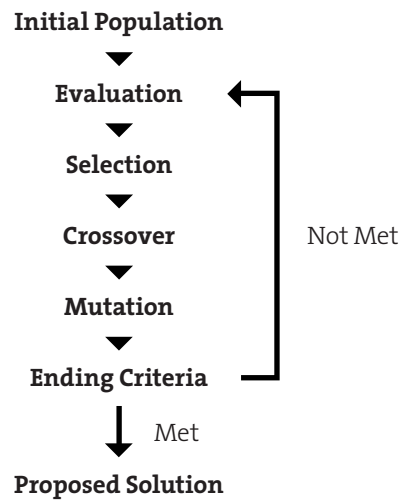 Initial Population
Evaluation
Selection
Crossover
Not Met
Mutation
Ending Criteria
Met
Proposed Solution